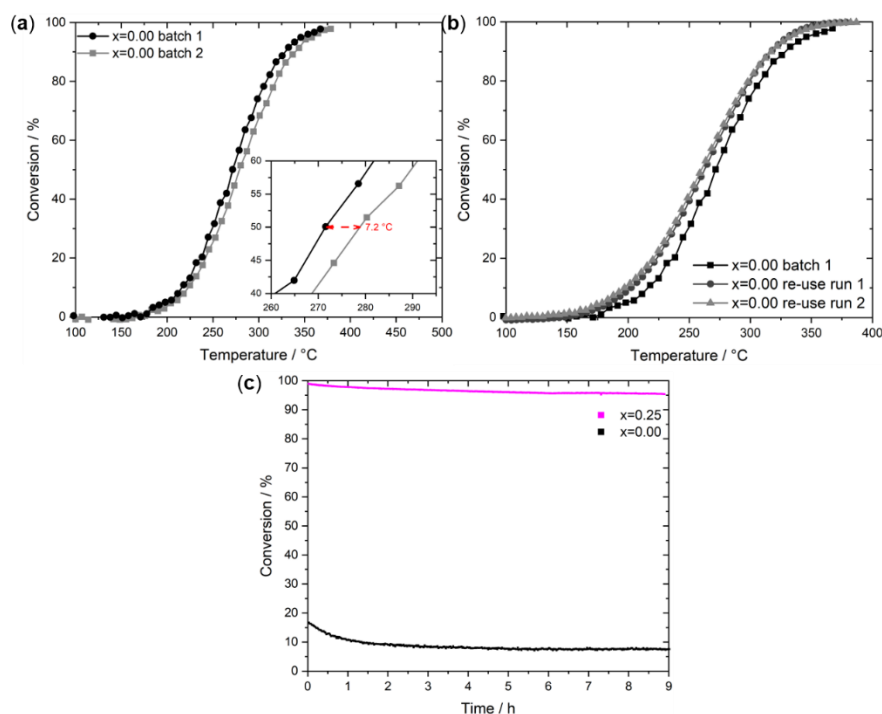 (a)
x=0.00 batch 1
x=0.00 batch 2
Conversion / %
100
80
60
40
20
0
100 150 200 250 300 350 400 450 500
Temperature / °C
60
55
50
45
40
260 270 280 290
7.2 °C
(b)
Conversion / %
100
80
60
40
20
0
x=0.00 batch 1
x=0.00 re-use run 1
x=0.00 re-use run 2
100 150 200 250 300 350 400
Temperature / °C
(c)
Conversion / %
100
90
80
70
60
50
40
30
20
10
0
x=0.25
x=0.00
0 1 2 3 4 5 6 7 8 9
Time / h